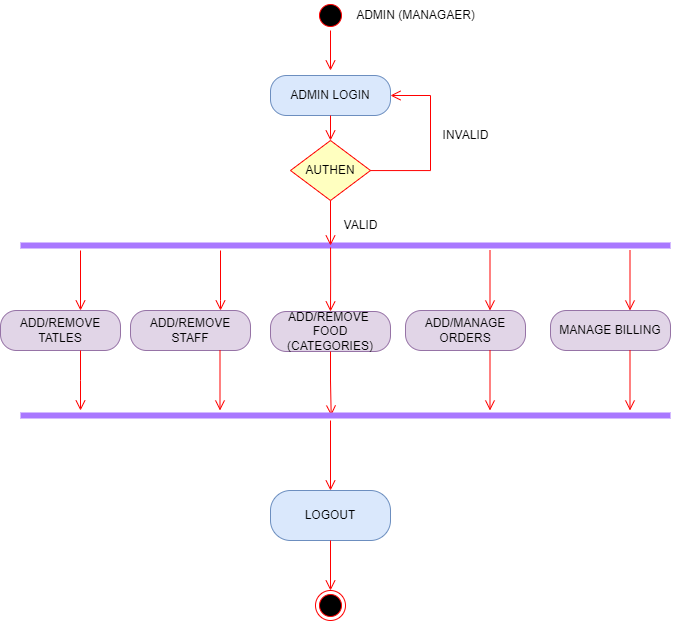 ADMIN (MANAGAER)
ADMIN LOGIN
INVALID
AUTHEN
VALID
ADD/REMOVE
TATLES
ADD/REMOVE
STAFF
ADD/REMOVE
FOOD
(CATEGORIES)
ADD/MANAGE
ORDERS
MANAGE BILLING
LOGOUT